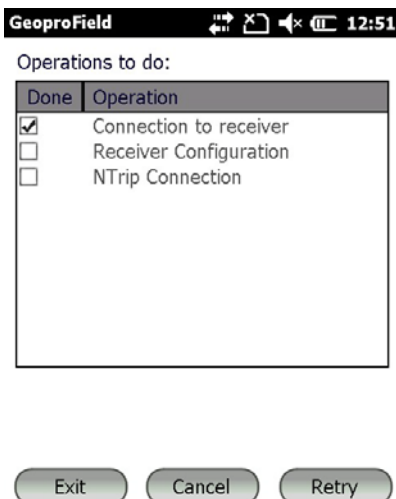 GeoproField 12:51
Operations to do:
Done Operation
Connection to receiver
Receiver Configuration
NTrip Connection
Exit Cancel Retry